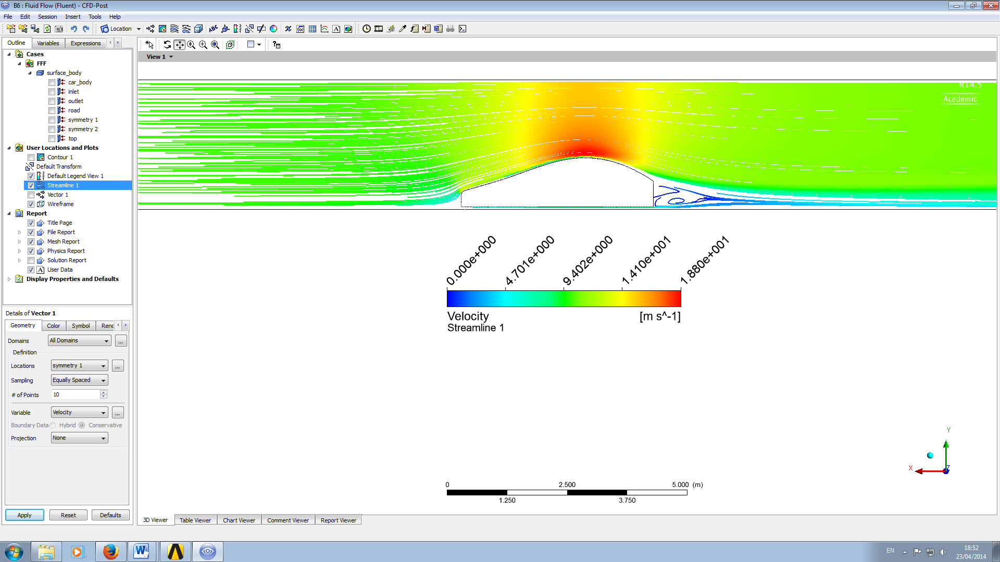 B6 : Fluid Flow (Fluent) - CFD-Post
File Edit Session Insert Tools Help
Location
Outline Variables Expressions
View 1
Cases
FFF
surface_body
car_body
inlet
outlet
road
symmetry 1
symmetry 2
top
User Locations and Plots
Contour 1
Default Transform
Default Legend View 1
Streamline 1
Vector 1
Wireframe
Report
Title Page
File Report
Mesh Report
Physics Report
Solution Report
User Data
Display Properties and Defaults
Details of Vector 1
Geometry Color Symbol Renc
Domains All Domains ...
Definition
Locations symmetry 1 ...
Sampling Equally Spaced
# of Points 10
Variable Velocity ...
Boundary Data Hybrid Conservative
Projection None
Apply Reset Defaults
R14.5
Academic
0.000e+000 4.701e+000 9.402e+000 1.410e+001 1.880e+001
Velocity [m s^-1]
Streamline 1
Y
X Z
0 2.500 5.000 (m)
1.250 3.750
3D Viewer Table Viewer Chart Viewer Comment Viewer Report Viewer
EN 18:52
23/04/2014